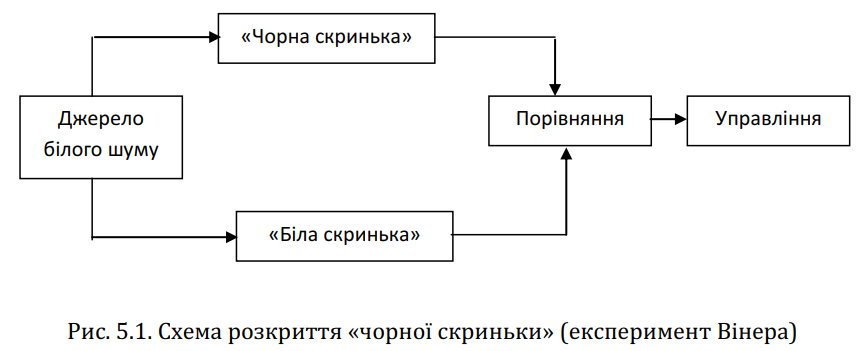 «Чорна скринька»
Джерело
білого шуму
Порівняння
Управління
«Біла скринька»
Рис. 5.1. Схема розкриття «чорної скриньки» (експеримент Вінера)